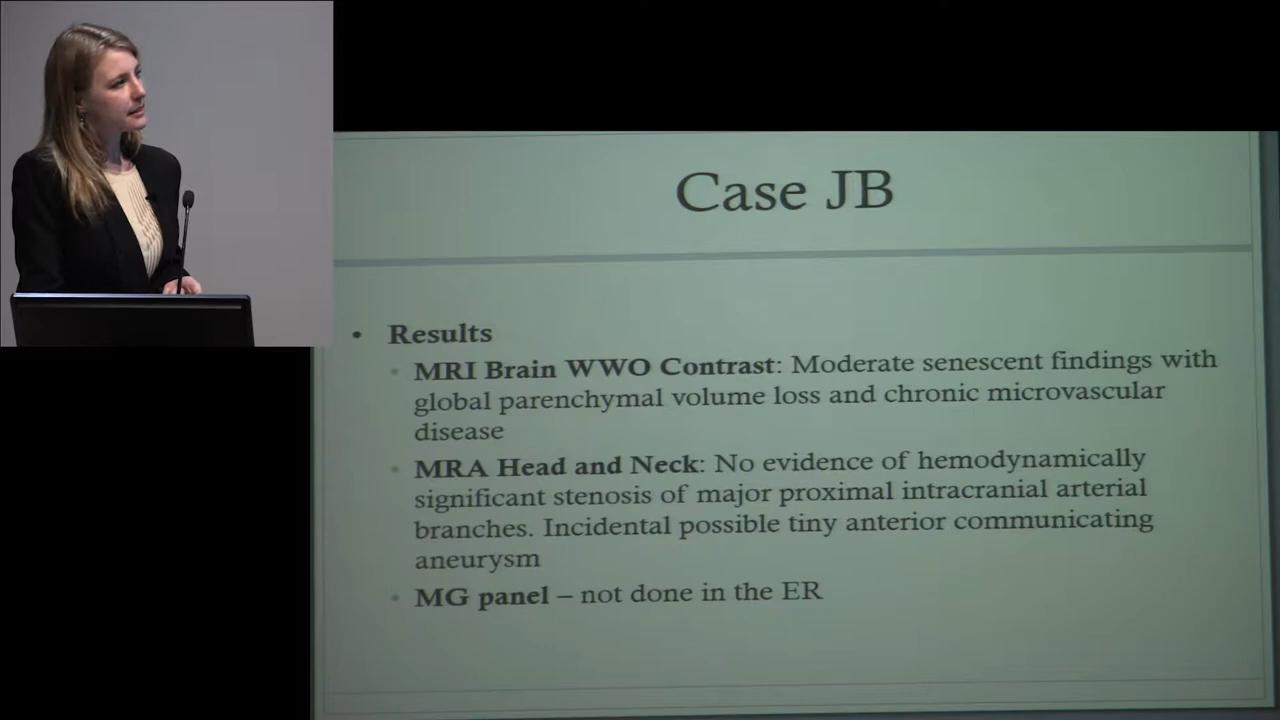 Case JB
• Results
• MRI Brain WWO Contrast: Moderate senescent findings with
global parenchymal volume loss and chronic microvascular
disease
• MRA Head and Neck: No evidence of hemodynamically
significant stenosis of major proximal intracranial arterial
branches. Incidental possible tiny anterior communicating
aneurysm
• MG panel – not done in the ER